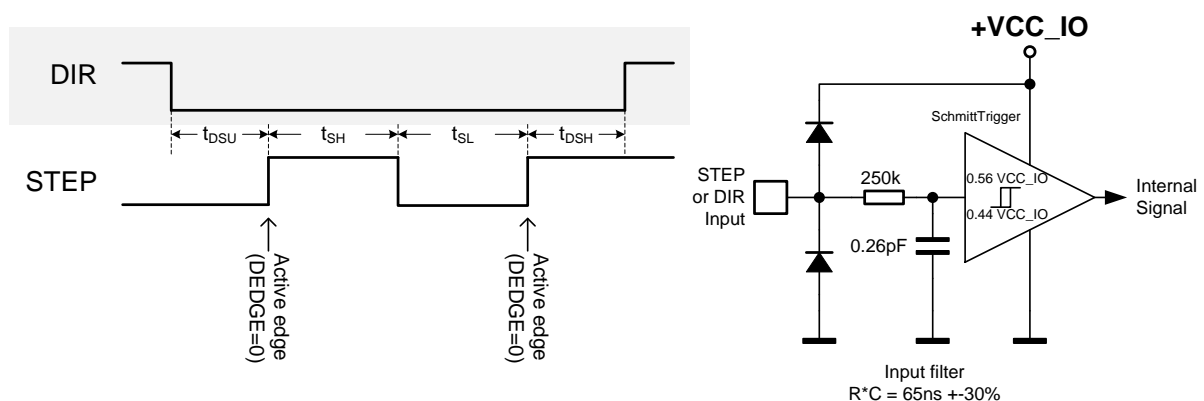 DIR
tDSU
tSH
tSL
tDSH
STEP
Active edge
(DEDGE=0)
Active edge
(DEDGE=0)
+VCC_IO
SchmittTrigger
STEP
or DIR
Input
250k
0.56 VCC_IO
0.44 VCC_IO
0.26pF
Internal
Signal
Input filter
R*C = 65ns +-30%